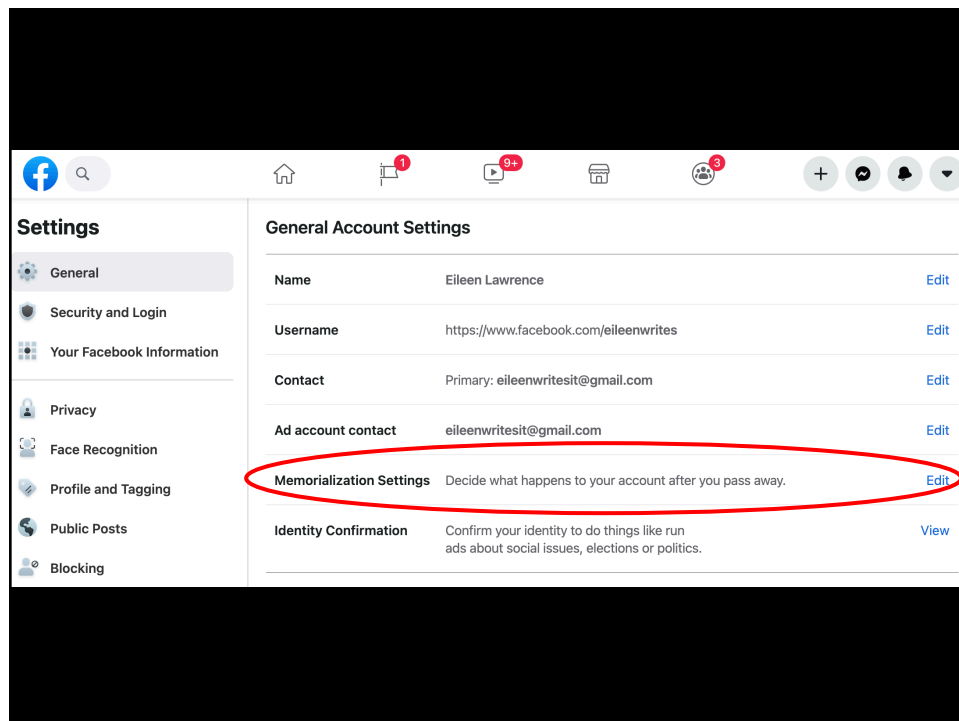 1
9+
3
Settings
General
Security and Login
Your Facebook Information
Privacy
Face Recognition
Profile and Tagging
Public Posts
Blocking
General Account Settings
Name Eileen Lawrence Edit
Username https://www.facebook.com/eileenwrites Edit
Contact Primary: eileenwritesit@gmail.com Edit
Ad account contact eileenwritesit@gmail.com Edit
Memorialization Settings Decide what happens to your account after you pass away. Edit
Identity Confirmation Confirm your identity to do things like run View
ads about social issues, elections or politics.